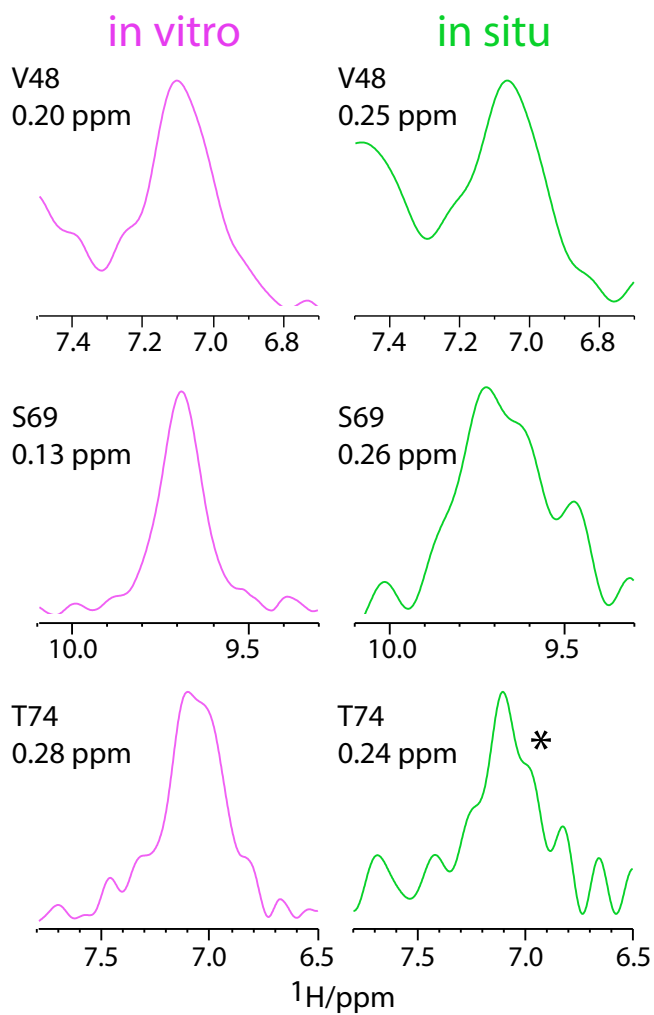 in vitro in situ
V48
0.20 ppm
V48
0.25 ppm
7.4 7.2 7.0 6.8
7.4 7.2 7.0 6.8
S69
0.13 ppm
S69
0.26 ppm
10.0 9.5
10.0 9.5
T74
0.28 ppm
T74
0.24 ppm
*
7.5 7.0 6.5
7.5 7.0 6.5
¹H/ppm